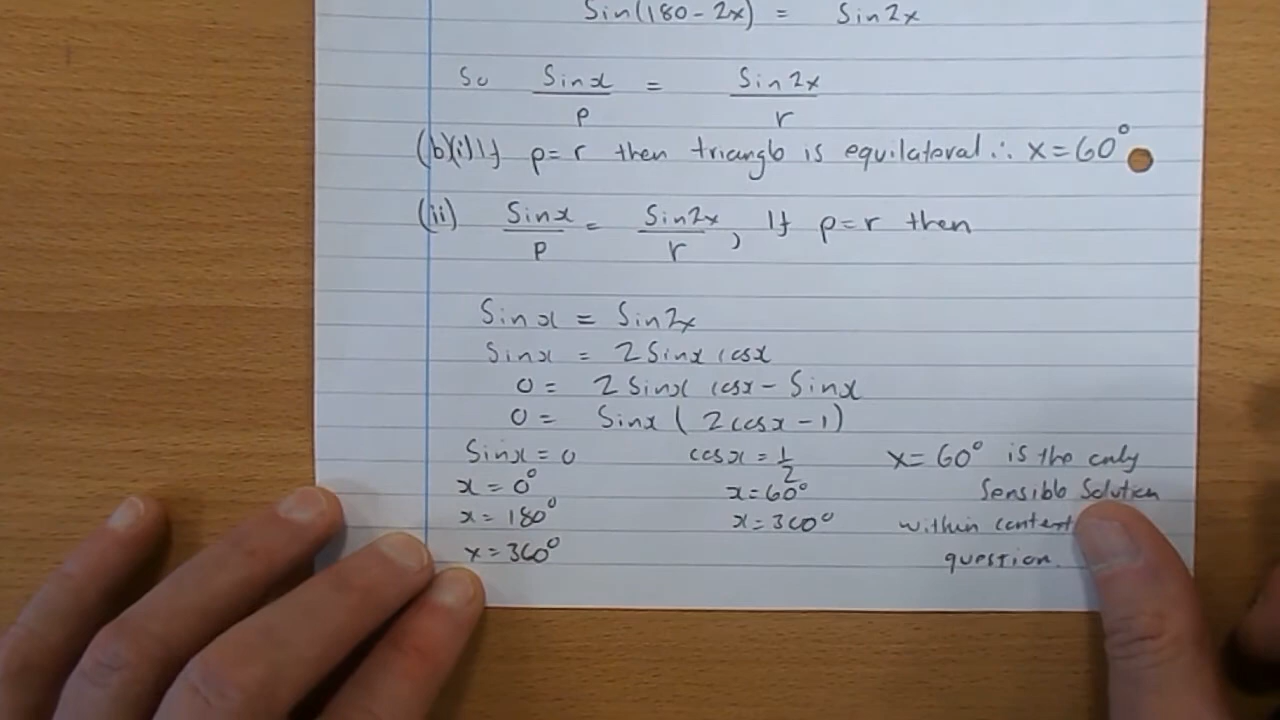 Sin(180-2x) = Sin2x
So Sinx/p = Sin2x/r
(b)(i) If p=r then triangle is equilateral ∴ x=60°
(ii) Sinx/p = Sin2x/r, If p=r then
Sinx = Sin2x
Sinx = 2Sinx cosx
0 = 2Sinx cosx - Sinx
0 = Sinx(2cosx-1)
Sinx=0 cosx=1/2 x=60° is the only
x=0° x=60° Sensible Solution
x=180° x=300° within context
x=360° question.